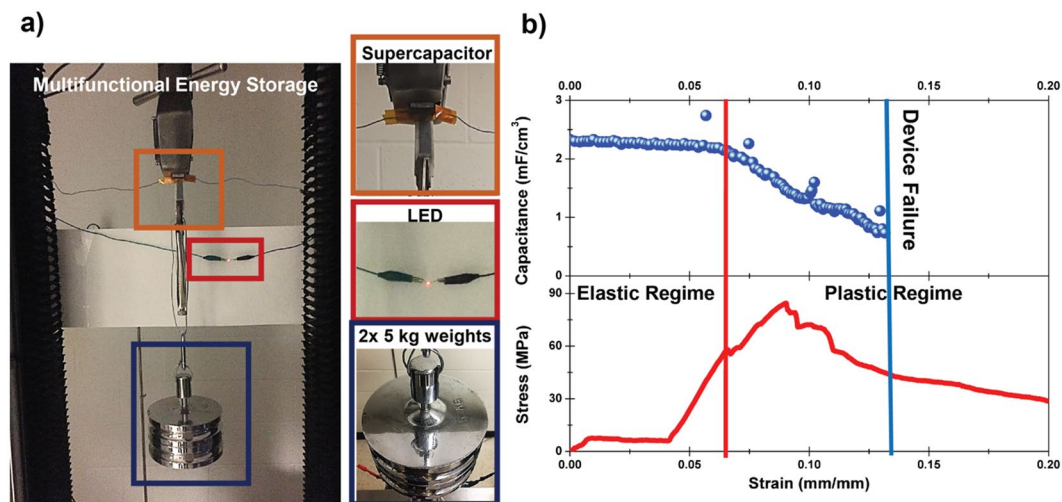 a)
Multifunctional Energy Storage
Supercapacitor
LED
2x 5 kg weights
b)
0.00 0.05 0.10 0.15 0.20
3
2
1
0
Capacitance (mF/cm³)
Device Failure
Elastic Regime Plastic Regime
90
60
30
0
Stress (MPa)
0.00 0.05 0.10 0.15 0.20
Strain (mm/mm)